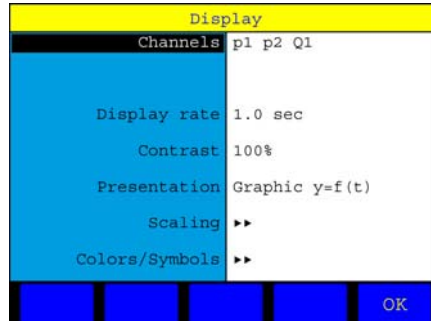 Display
Channels p1 p2 Q1
Display rate 1.0 sec
Contrast 100%
Presentation Graphic y=f(t)
Scaling ►►
Colors/Symbols ►►
OK